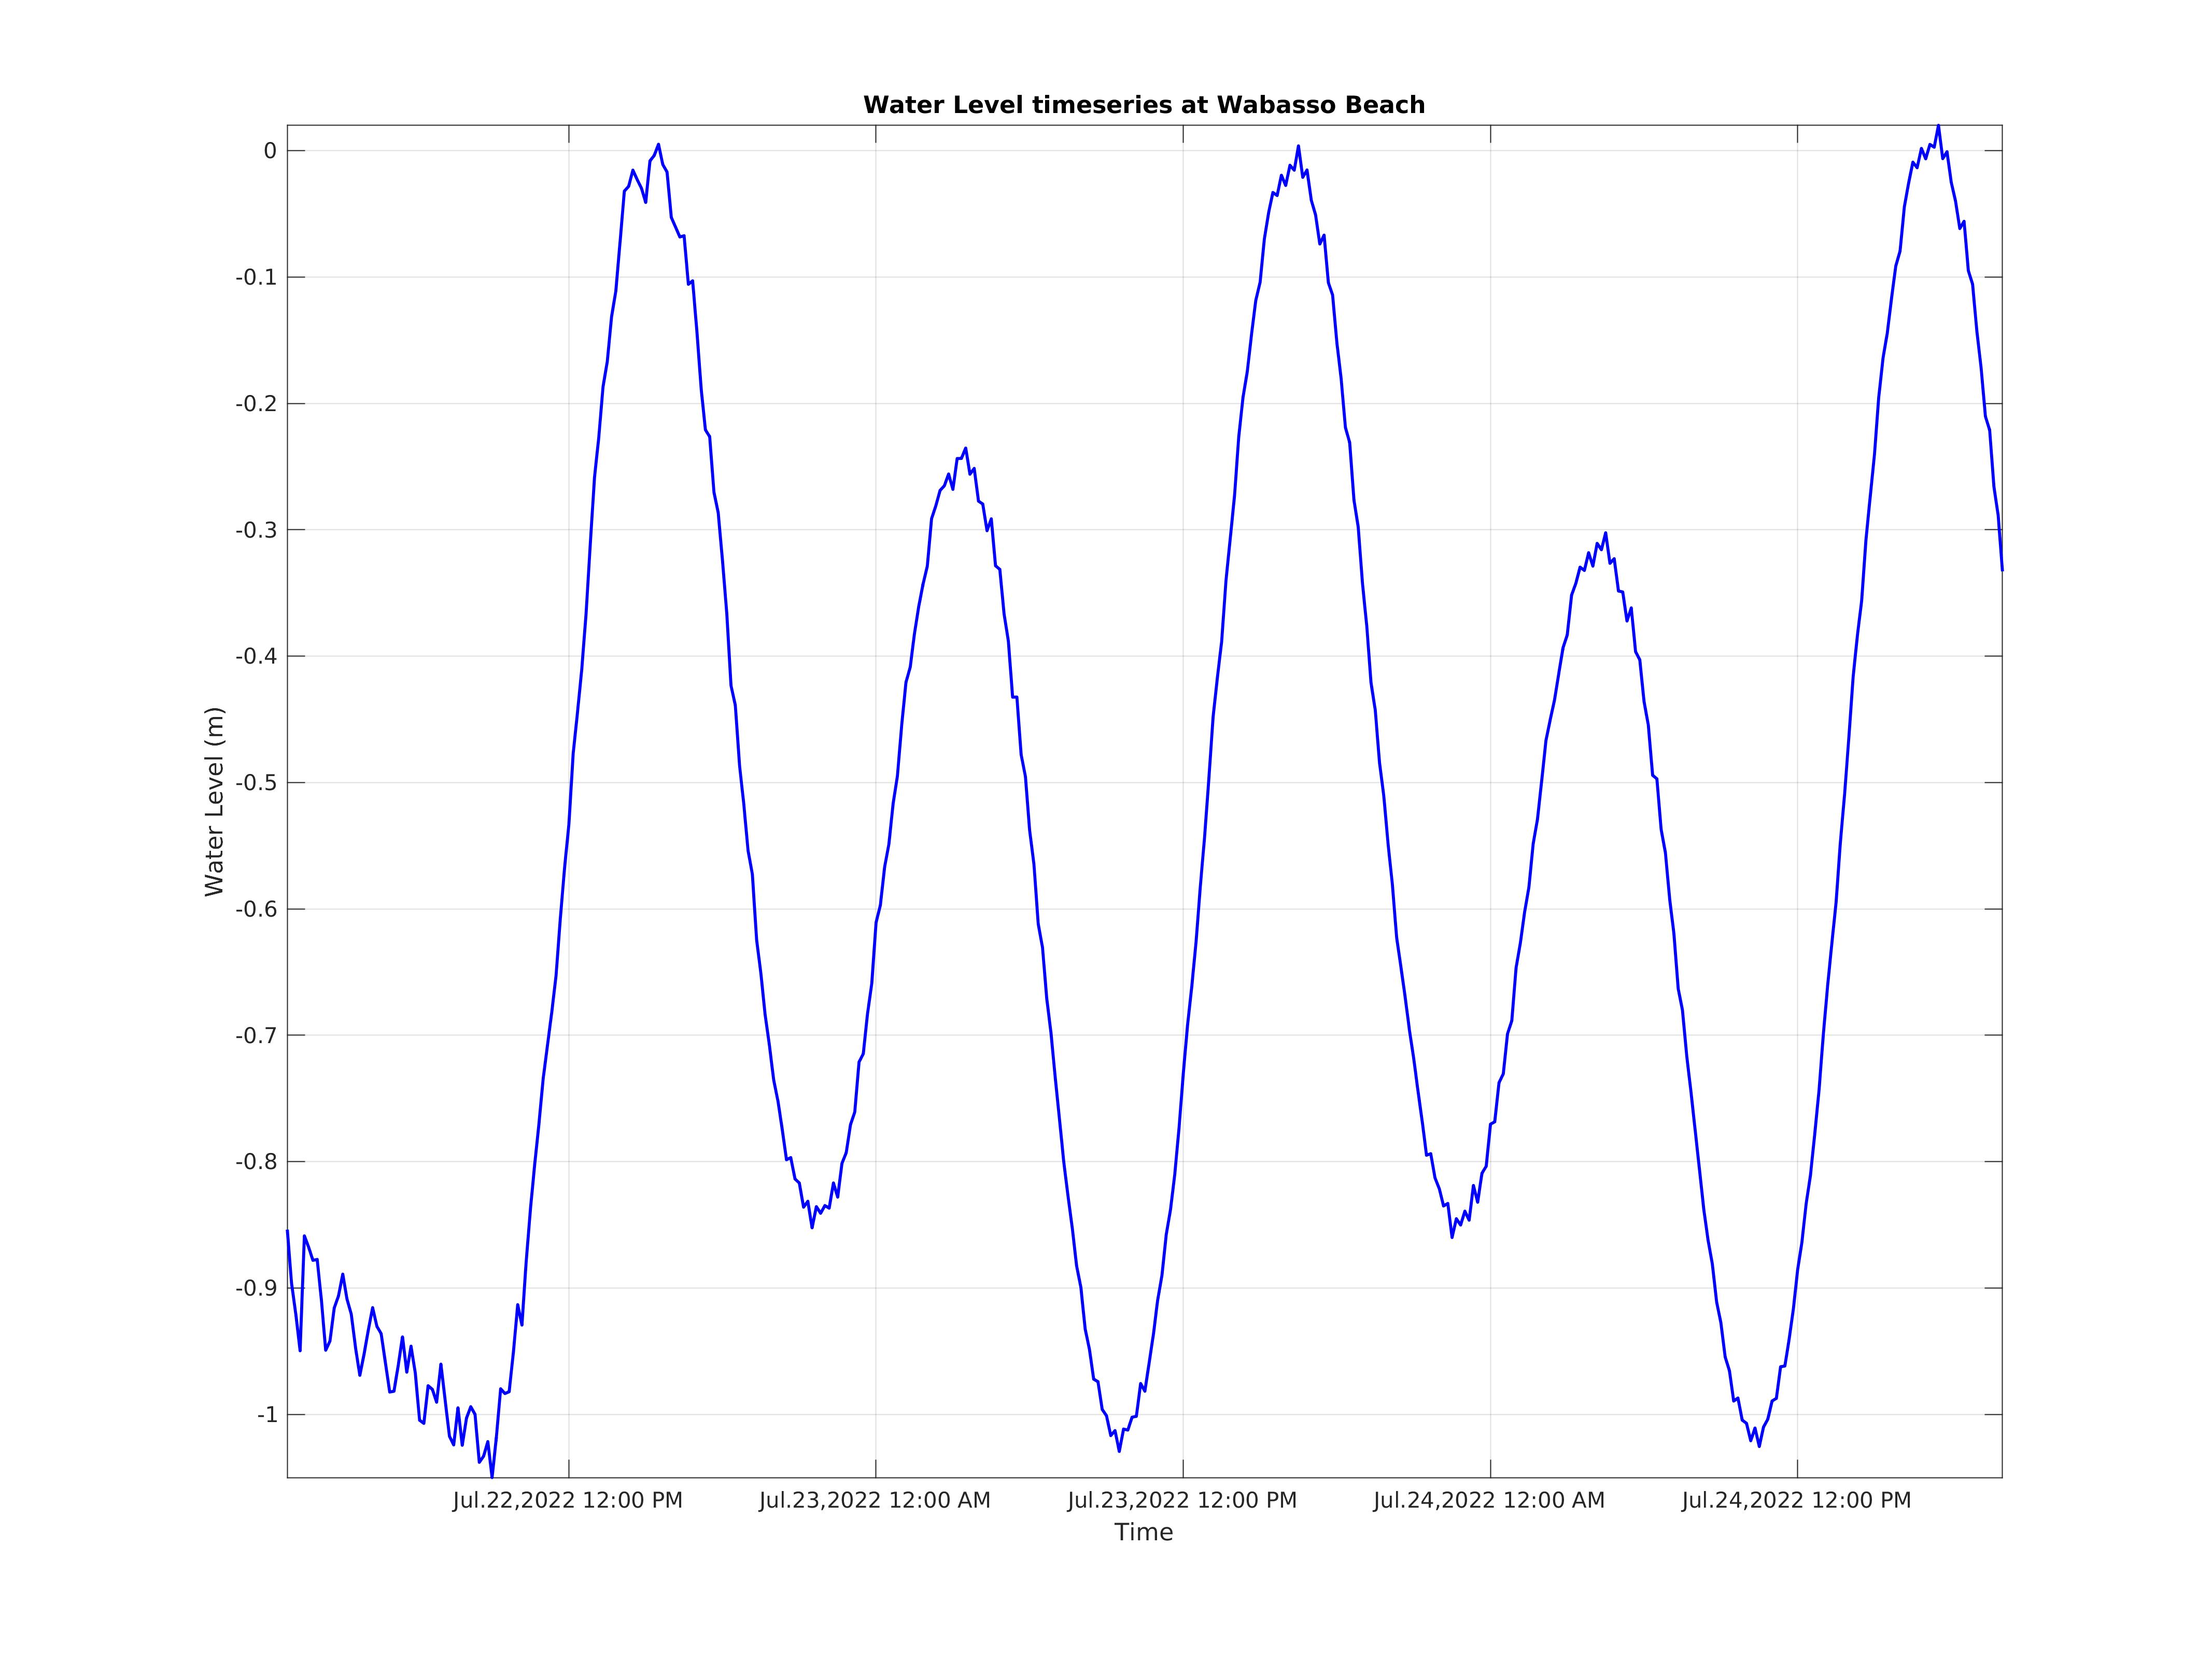 Water Level timeseries at Wabasso Beach
0
-0.1
-0.2
-0.3
-0.4
-0.5
-0.6
-0.7
-0.8
-0.9
-1
Water Level (m)
Jul.22,2022 12:00 PM
Jul.23,2022 12:00 AM
Jul.23,2022 12:00 PM
Jul.24,2022 12:00 AM
Jul.24,2022 12:00 PM
Time